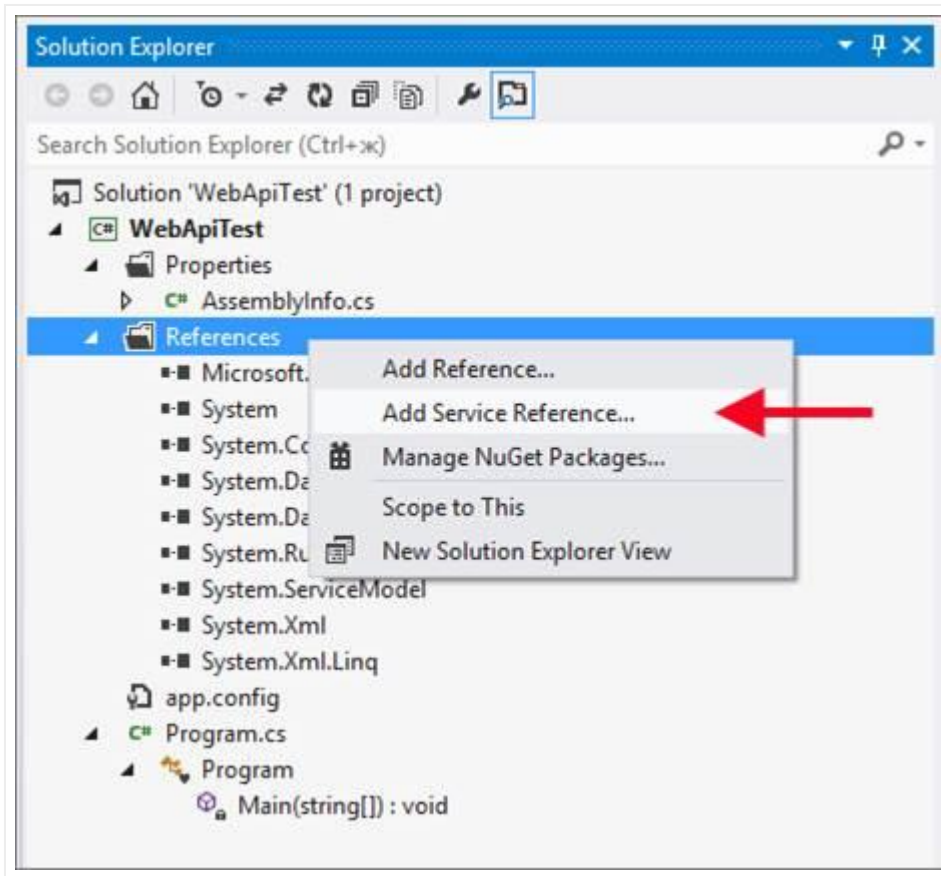 Solution Explorer
Search Solution Explorer (Ctrl+ж)
Solution 'WebApiTest' (1 project)
C# WebApiTest
Properties
C# AssemblyInfo.cs
References
Microsoft.
System
System.Co
System.Da
System.Da
System.Ru
System.ServiceModel
System.Xml
System.Xml.Linq
app.config
C# Program.cs
Program
Main(string[]) : void
Add Reference...
Add Service Reference...
Manage NuGet Packages...
Scope to This
New Solution Explorer View